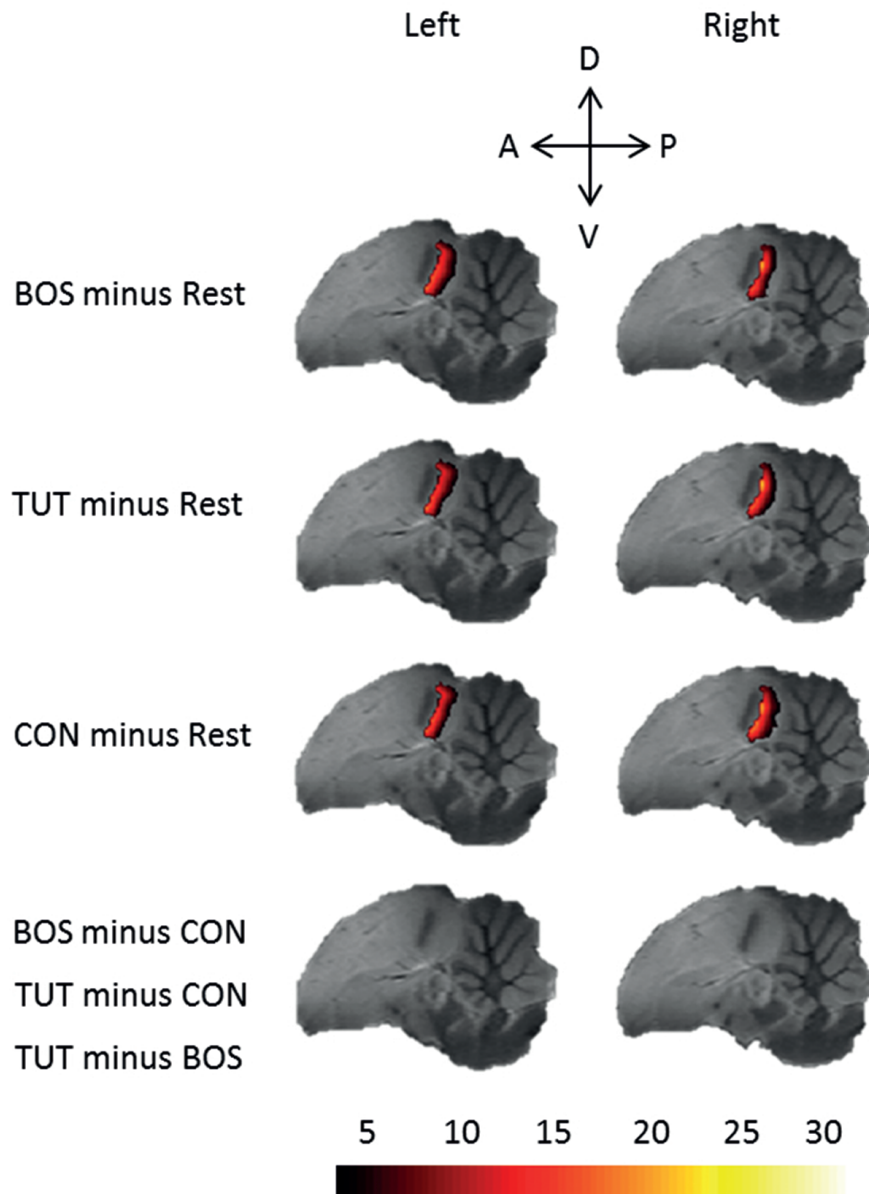 Left Right
D
A P
V
BOS minus Rest
TUT minus Rest
CON minus Rest
BOS minus CON
TUT minus CON
TUT minus BOS
5 10 15 20 25 30